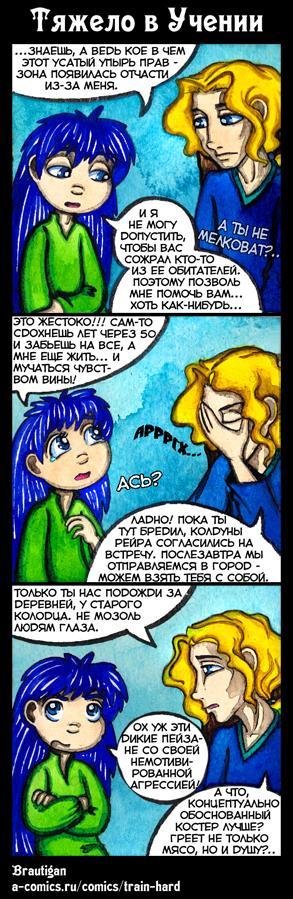 Тяжело в Учении
...ЗНАЕШЬ, А ВЕДЬ КОЕ В ЧЕМ
ЭТОТ УСАТЫЙ УПЫРЬ ПРАВ -
ЗОНА ПОЯВИЛАСЬ ОТЧАСТИ
ИЗ-ЗА МЕНЯ.
И Я
НЕ МОГУ
ДОПУСТИТЬ,
ЧТОБЫ ВАС
СОЖРАЛ КТО-ТО
ИЗ ЕЕ ОБИТАТЕЛЕЙ.
ПОЭТОМУ ПОЗВОЛЬ
МНЕ ПОМОЧЬ ВАМ...
ХОТЬ КАК-НИБУДЬ...
А ТЫ НЕ
МЕЛКОВАТ?..
ЭТО ЖЕСТОКО!!! САМ-ТО
СДОХНЕШЬ ЛЕТ ЧЕРЕЗ 50
И ЗАБЬЕШЬ НА ВСЕ, А
МНЕ ЕЩЕ ЖИТЬ... И
МУЧАТЬСЯ ЧУВСТ-
ВОМ ВИНЫ!
АРРРГХ...
АСЬ?
ЛАДНО! ПОКА ТЫ
ТУТ БРЕДИЛ, КОЛДУНЫ
РЕЙРА СОГЛАСИЛИСЬ НА
ВСТРЕЧУ. ПОСЛЕЗАВТРА МЫ
ОТПРАВЛЯЕМСЯ В ГОРОД -
МОЖЕМ ВЗЯТЬ ТЕБЯ С СОБОЙ.
ТОЛЬКО ТЫ НАС ПОДОЖДИ ЗА
ДЕРЕВНЕЙ, У СТАРОГО
КОЛОДЦА. НЕ МОЗОЛЬ
ЛЮДЯМ ГЛАЗА.
ОХ УЖ ЭТИ
ДИКИЕ ПЕЙЗА-
НЕ СО СВОЕЙ
НЕМОТИВИ-
РОВАННОЙ
АГРЕССИЕЙ!
А ЧТО,
КОНЦЕПТУАЛЬНО
ОБОСНОВАННЫЙ
КОСТЕР ЛУЧШЕ?
ГРЕЕТ НЕ ТОЛЬКО
МЯСО, НО И ДУШУ?..
Brautigan
a-comics.ru/comics/train-hard